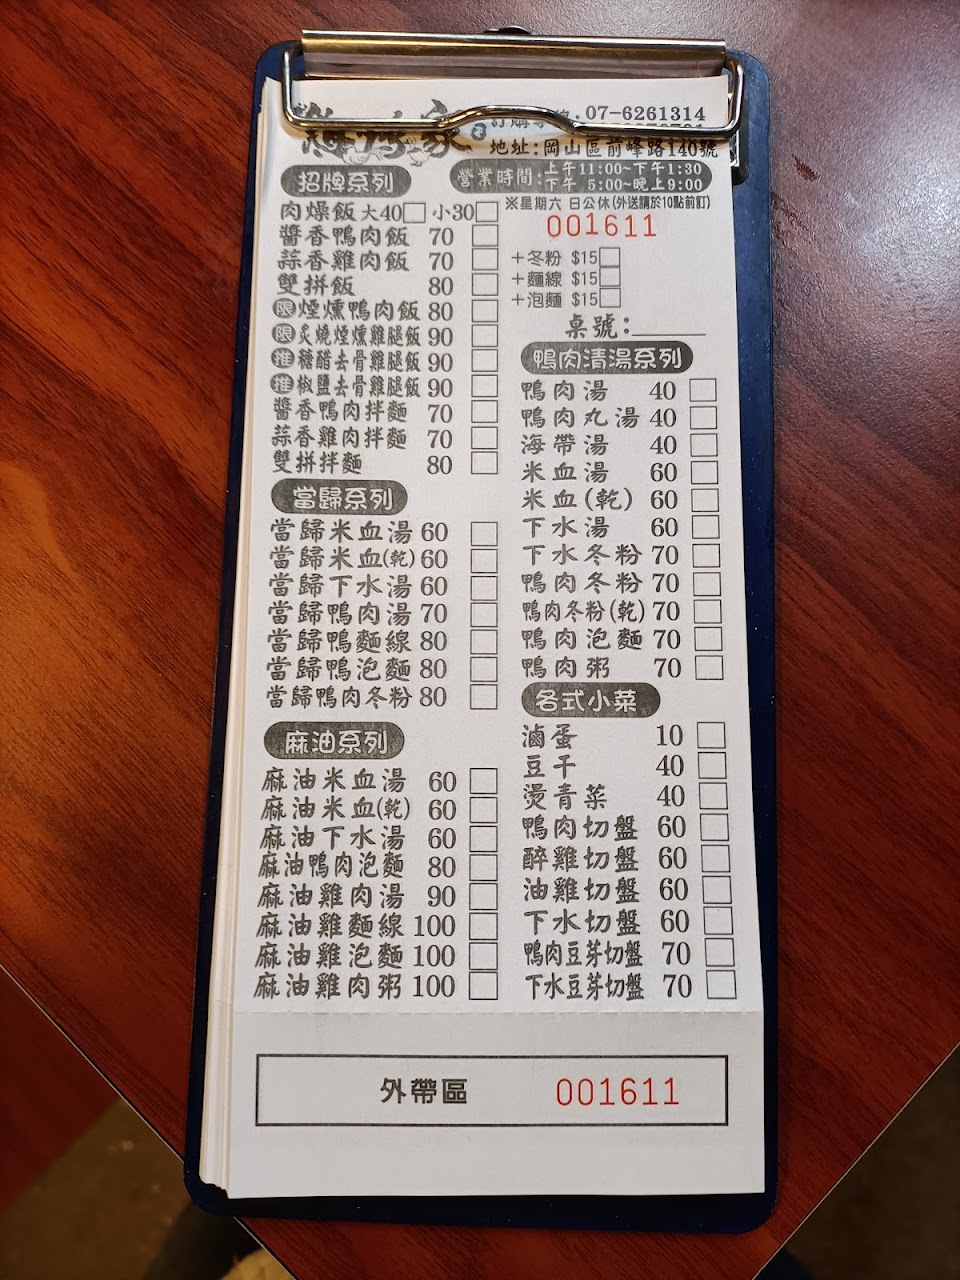 家 訂購專線:07-6261314
地址:岡山區前峰路140號
營業時間:上午11:00~下午1:30
下午 5:00~晚上9:00
※星期六 日公休(外送請於10點前訂)
001611
招牌系列
肉燥飯 大40□ 小30□
醬香鴨肉飯 70 □
蒜香雞肉飯 70 □
雙拼飯 80 □
限 煙燻鴨肉飯 80 □
限 炙燒煙燻雞腿飯 90 □
推 糖醋去骨雞腿飯 90 □
推 椒鹽去骨雞腿飯 90 □
醬香鴨肉拌麵 70 □
蒜香雞肉拌麵 70 □
雙拼拌麵 80 □
當歸系列
當歸米血湯 60 □
當歸米血(乾) 60 □
當歸下水湯 60 □
當歸鴨肉湯 70 □
當歸鴨麵線 80 □
當歸鴨泡麵 80 □
當歸鴨肉冬粉 80 □
麻油系列
麻油米血湯 60 □
麻油米血(乾) 60 □
麻油下水湯 60 □
麻油鴨肉泡麵 80 □
麻油雞肉湯 90 □
麻油雞麵線 100 □
麻油雞泡麵 100 □
麻油雞肉粥 100 □
+冬粉 $15□
+麵線 $15□
+泡麵 $15□
桌號:______
鴨肉清湯系列
鴨肉湯 40 □
鴨肉丸湯 40 □
海帶湯 40 □
米血湯 60 □
米血(乾) 60 □
下水湯 60 □
下水冬粉 70 □
鴨肉冬粉 70 □
鴨肉冬粉(乾) 70 □
鴨肉泡麵 70 □
鴨肉粥 70 □
各式小菜
滷蛋 10 □
豆干 40 □
燙青菜 40 □
鴨肉切盤 60 □
醉雞切盤 60 □
油雞切盤 60 □
下水切盤 60 □
鴨肉豆芽切盤 70 □
下水豆芽切盤 70 □
外帶區 001611